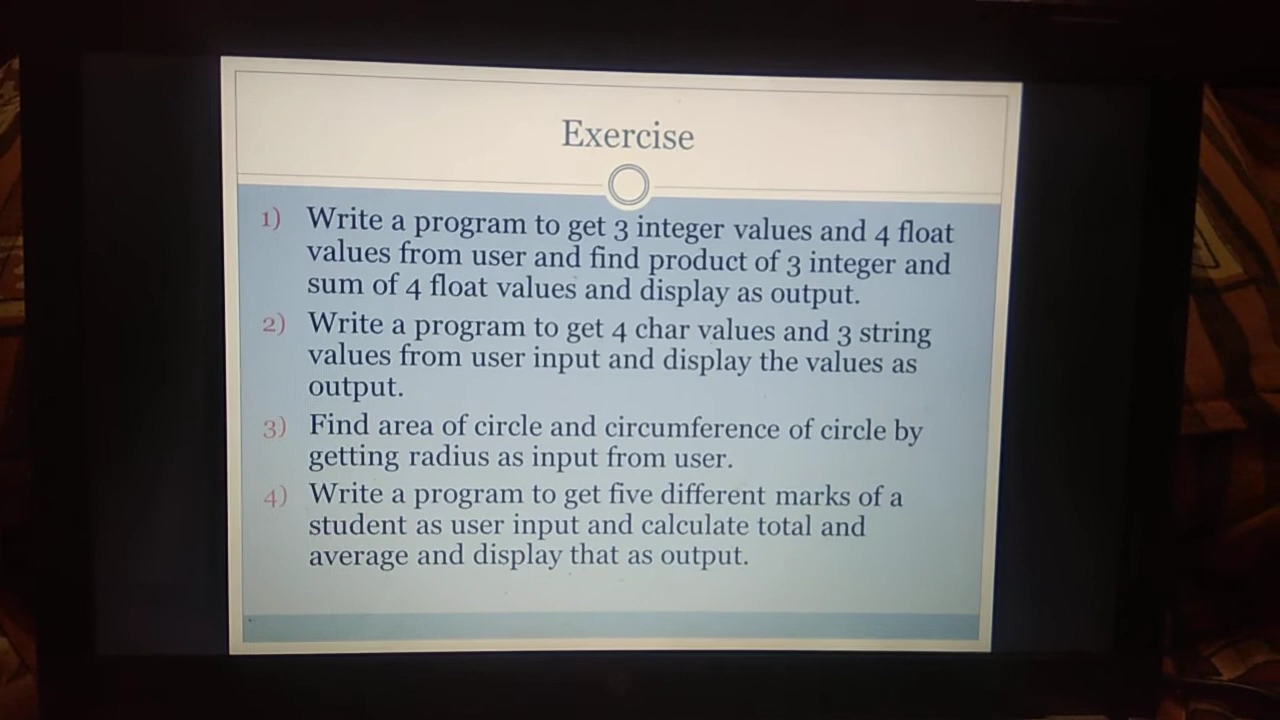 Exercise
1) Write a program to get 3 integer values and 4 float
values from user and find product of 3 integer and
sum of 4 float values and display as output.
2) Write a program to get 4 char values and 3 string
values from user input and display the values as
output.
3) Find area of circle and circumference of circle by
getting radius as input from user.
4) Write a program to get five different marks of a
student as user input and calculate total and
average and display that as output.